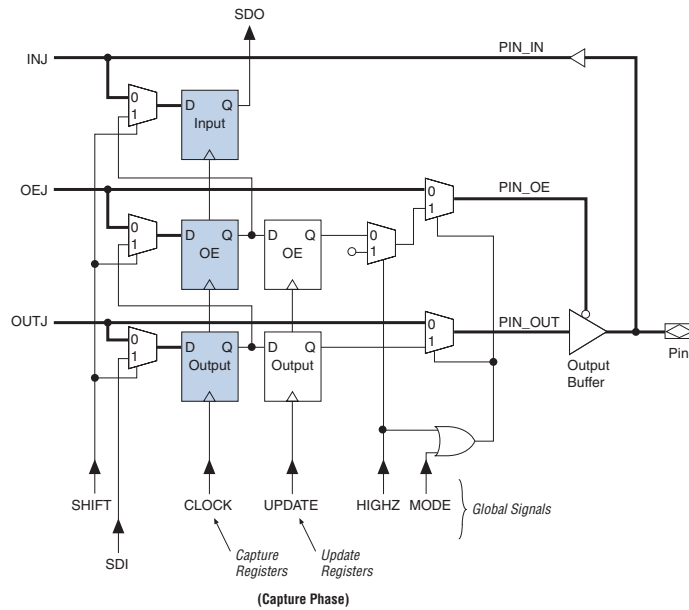 SDO
INJ
PIN_IN
0
1
D Q
Input
OEJ
PIN_OE
0
1
0
1
D Q
OE
D Q
OE
0
1
OUTJ
PIN_OUT
0
1
0
1
D Q
Output
D Q
Output
Output
Buffer
Pin
SHIFT
CLOCK
UPDATE
HIGHZ
MODE
Global Signals
SDI
Capture
Registers
Update
Registers
(Capture Phase)